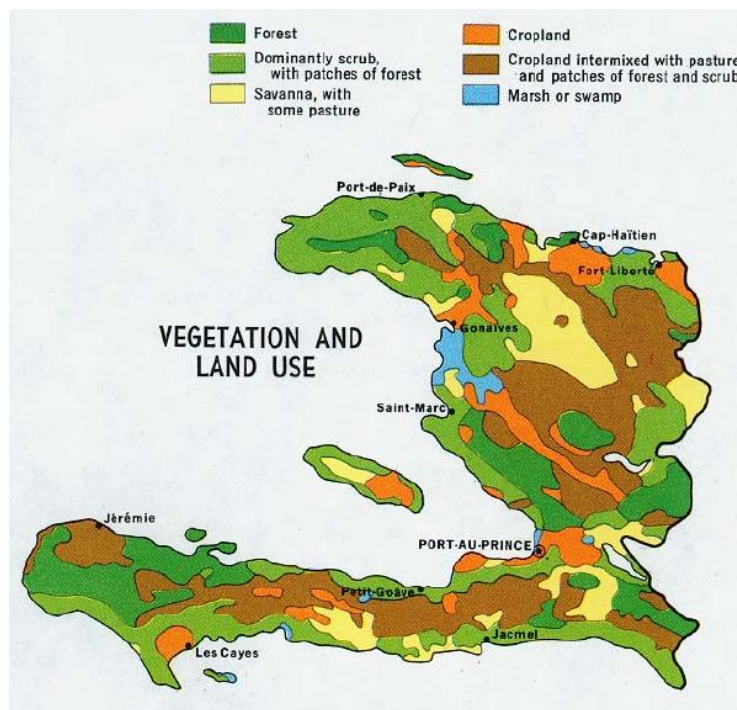 Forest
Dominantly scrub,
with patches of forest
Savanna, with
some pasture
Cropland
Cropland intermixed with pasture
and patches of forest and scrub
Marsh or swamp
Port-de-Paix
Cap-Haïtien
Fort-Liberté
VEGETATION AND
LAND USE
Gonaïves
Saint-Marc
Jérémie
PORT-AU-PRINCE
Petit-Goâve
Jacmel
Les Cayes